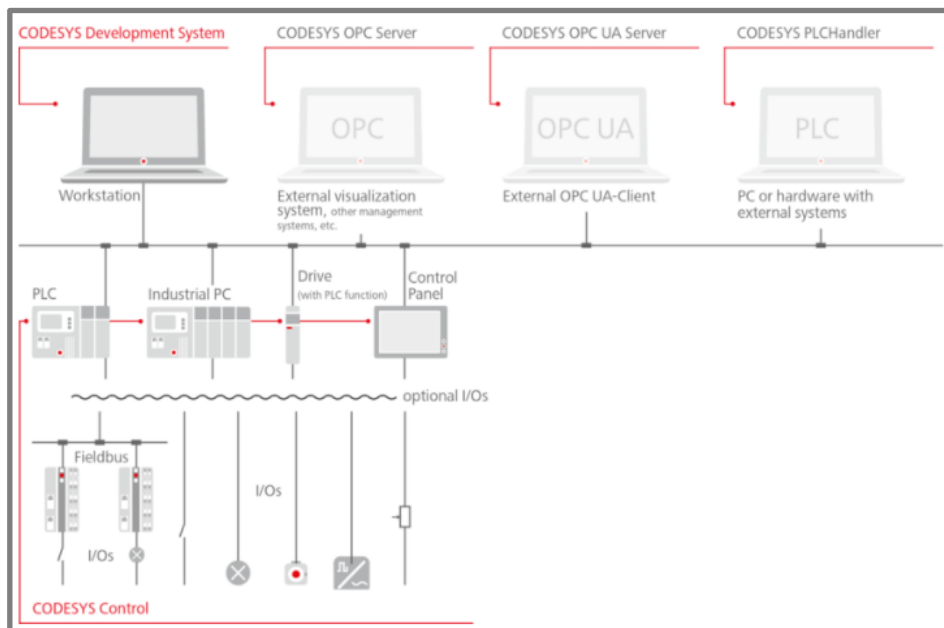 CODESYS Development System
CODESYS OPC Server
CODESYS OPC UA Server
CODESYS PLCHandler
OPC
OPC UA
PLC
Workstation
External visualization
system, other management
systems, etc.
External OPC UA-Client
PC or hardware with
external systems
PLC
Industrial PC
Drive
(with PLC function)
Control
Panel
optional I/Os
Fieldbus
I/Os
I/Os
CODESYS Control